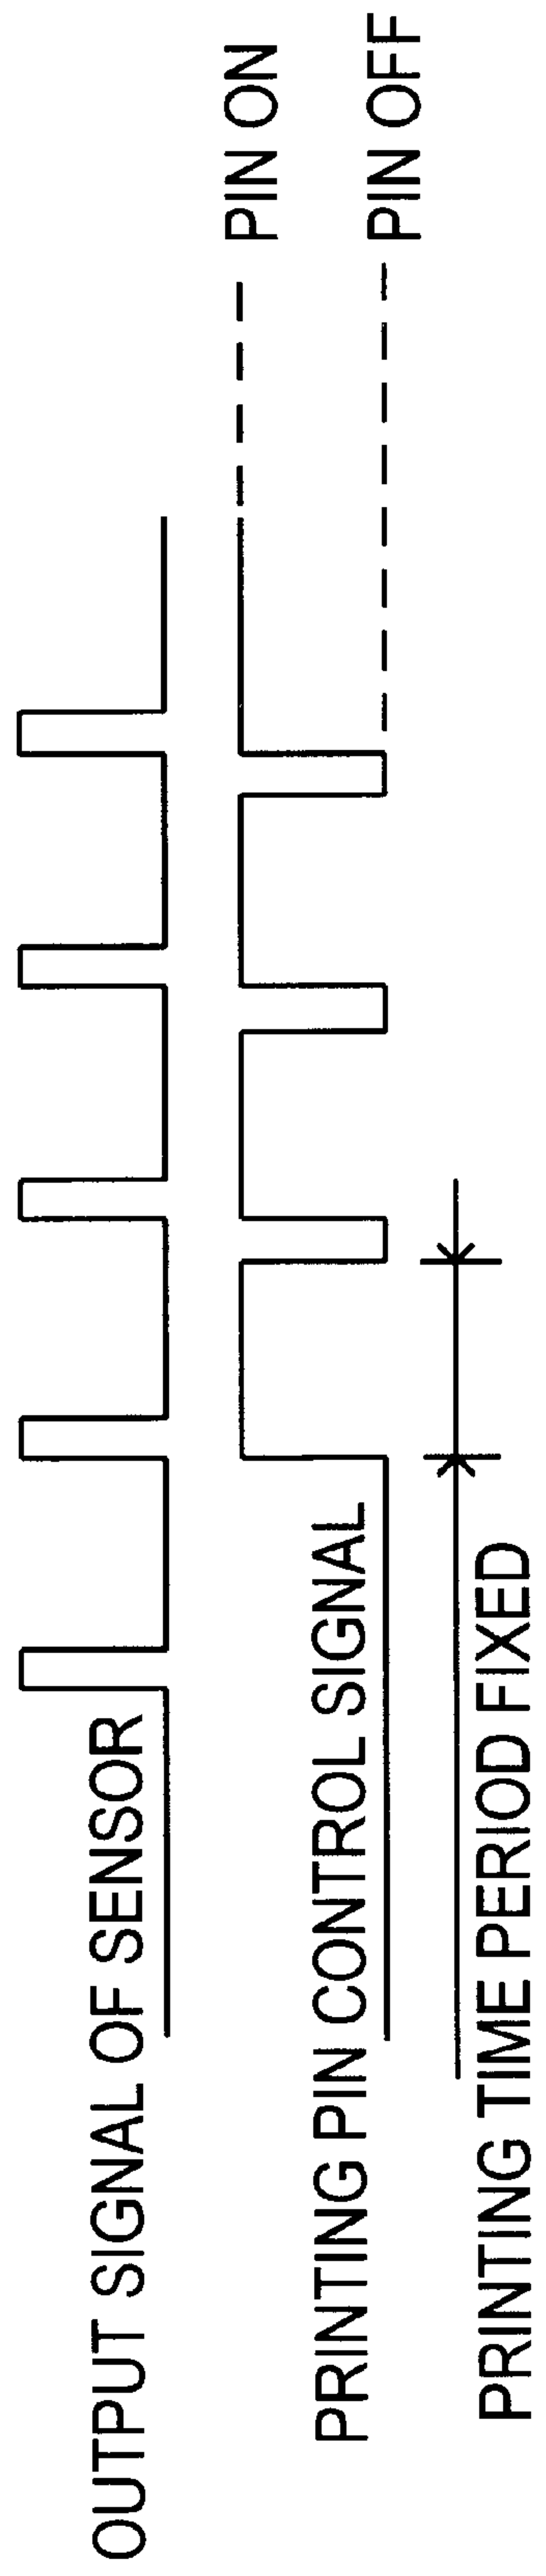 OUTPUT SIGNAL OF SENSOR
PIN ON
PRINTING PIN CONTROL SIGNAL
PIN OFF
PRINTING TIME PERIOD FIXED